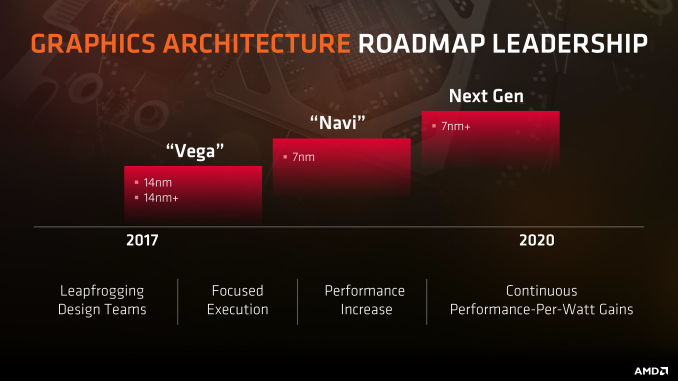 GRAPHICS ARCHITECTURE ROADMAP LEADERSHIP
Next Gen
▪ 7nm+
“Navi”
▪ 7nm
“Vega”
▪ 14nm
▪ 14nm+
2017
2020
Leapfrogging
Design Teams
Focused
Execution
Performance
Increase
Continuous
Performance-Per-Watt Gains
AMD